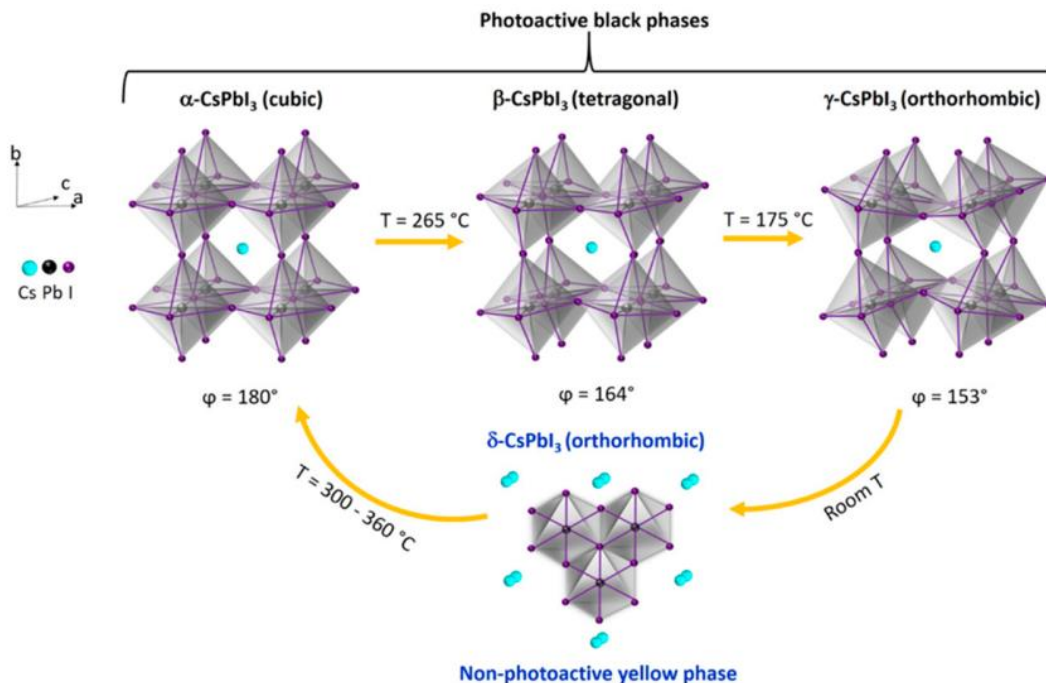 Photoactive black phases
α-CsPbI₃ (cubic)
β-CsPbI₃ (tetragonal)
γ-CsPbI₃ (orthorhombic)
b
c
a
T = 265 °C
T = 175 °C
Cs Pb I
φ = 180°
φ = 164°
φ = 153°
δ-CsPbI₃ (orthorhombic)
T = 300 - 360 °C
Room T
Non-photoactive yellow phase